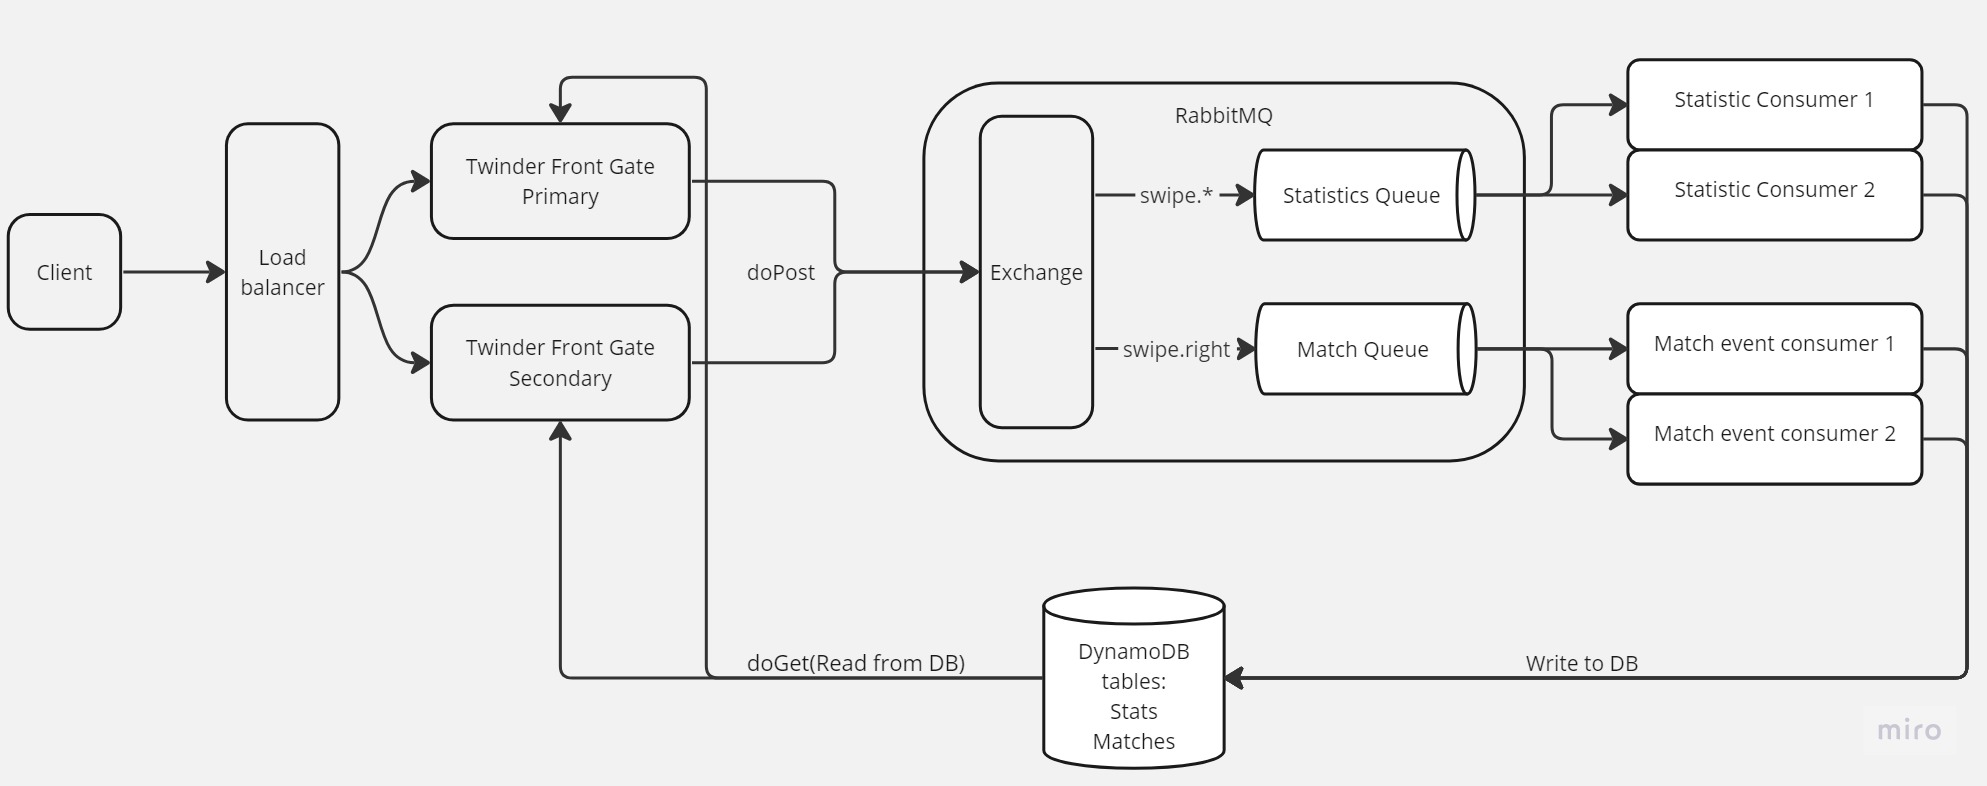 Client
Load
balancer
Twinder Front Gate
Primary
Twinder Front Gate
Secondary
doPost
RabbitMQ
Exchange
swipe.*
Statistics Queue
swipe.right
Match Queue
Statistic Consumer 1
Statistic Consumer 2
Match event consumer 1
Match event consumer 2
doGet(Read from DB)
DynamoDB
tables:
Stats
Matches
Write to DB
miro